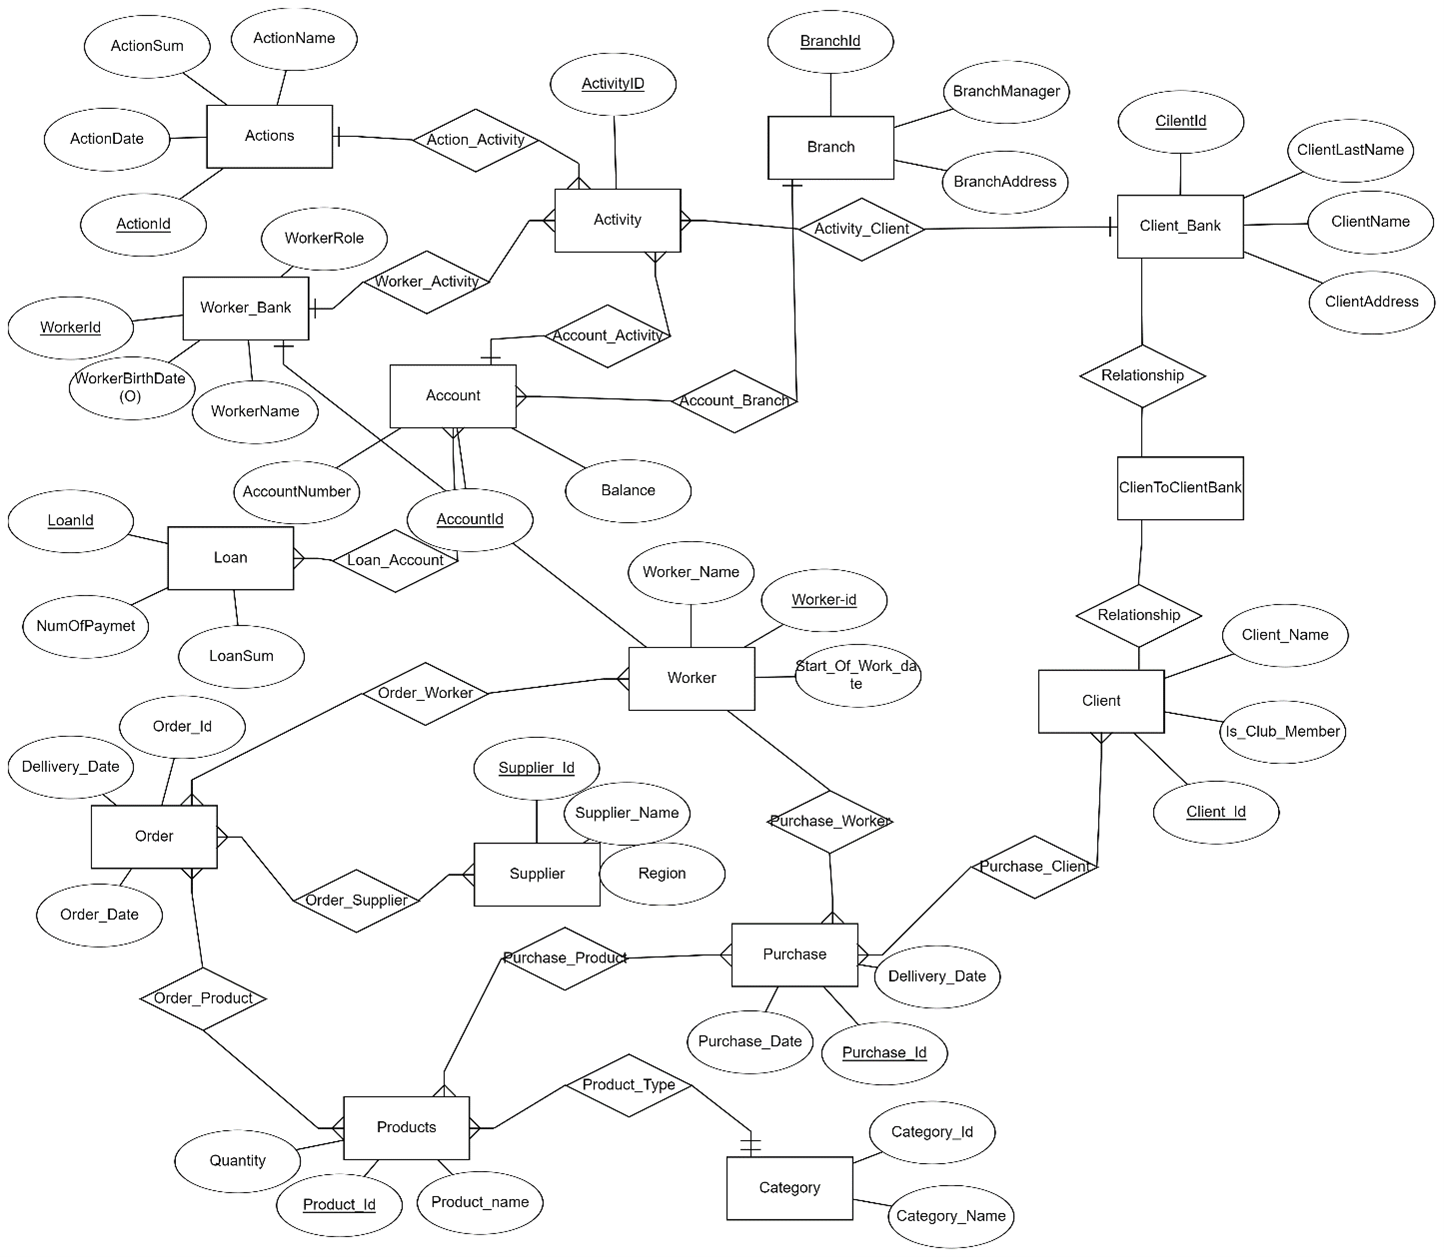 ActionName
ActionSum
BranchId
ActivityID
BranchManager
CilentId
Actions
ActionDate
Action_Activity
Branch
ClientLastName
BranchAddress
ActionId
Activity
Activity_Client
Client_Bank
ClientName
WorkerRole
Worker_Activity
Worker_Bank
ClientAddress
WorkerId
Account_Activity
WorkerBirthDate
(O)
WorkerName
Account
Account_Branch
Relationship
AccountNumber
Balance
ClienToClientBank
LoanId
AccountId
Loan
Loan_Account
Worker_Name
Worker-id
Relationship
NumOfPaymet
LoanSum
Client_Name
Order_Worker
Worker
Start_Of_Work_da
te
Client
Order_Id
Is_Club_Member
Dellivery_Date
Supplier_Id
Supplier_Name
Client_Id
Purchase_Worker
Order
Supplier
Region
Purchase_Client
Order_Supplier
Order_Date
Purchase_Product
Purchase
Dellivery_Date
Order_Product
Purchase_Date
Purchase_Id
Product_Type
Products
Category_Id
Quantity
Product_Id
Product_name
Category
Category_Name